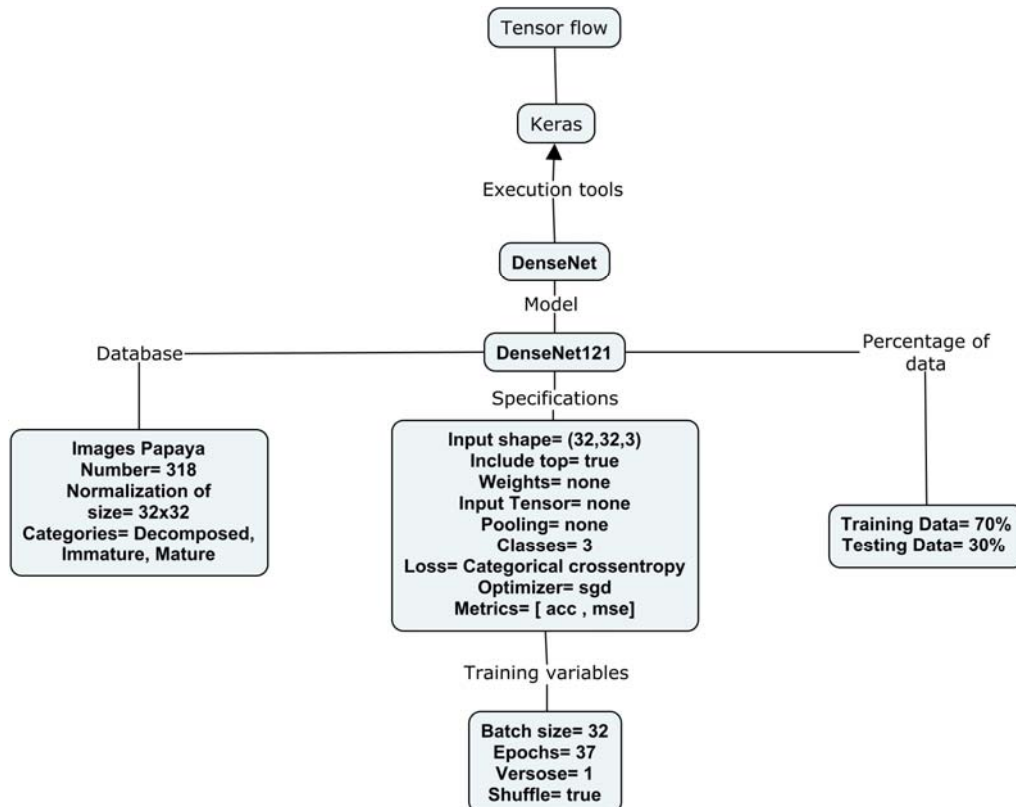 Tensor flow
Keras
Execution tools
DenseNet
Model
DenseNet121
Database
Percentage of
data
Specifications
Images Papaya
Number= 318
Normalization of
size= 32x32
Categories= Decomposed,
Immature, Mature
Input shape= (32,32,3)
Include top= true
Weights= none
Input Tensor= none
Pooling= none
Classes= 3
Loss= Categorical crossentropy
Optimizer= sgd
Metrics= [ acc , mse]
Training Data= 70%
Testing Data= 30%
Training variables
Batch size= 32
Epochs= 37
Versose= 1
Shuffle= true